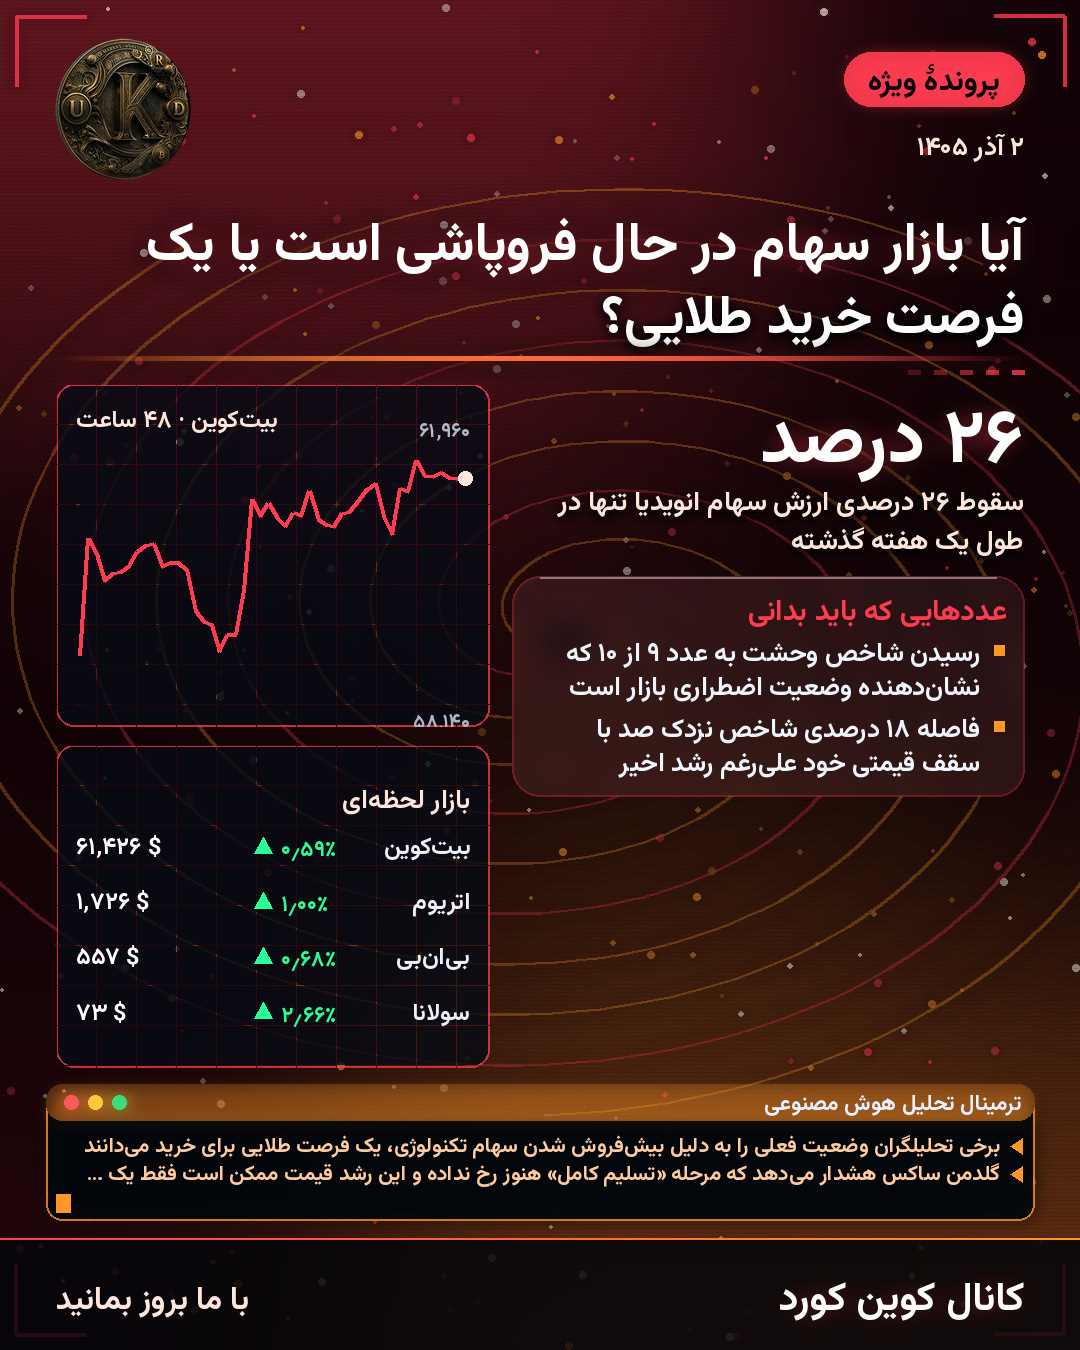 پروندهٔ ویژه
۲ آذر ۱۴۰۵
U K D
R
B
آیا بازار سهام در حال فروپاشی است یا یک
فرصت خرید طلایی؟
۲۶ درصد
سقوط ۲۶ درصدی ارزش سهام انویدیا تنها در
طول یک هفته گذشته
عددهایی که باید بدانی
رسیدن شاخص وحشت به عدد ۹ از ۱۰ که
نشان‌دهنده وضعیت اضطراری بازار است
فاصله ۱۸ درصدی شاخص نزدک صد با
سقف قیمتی خود علی‌رغم رشد اخیر
بیت‌کوین · ۴۸ ساعت
۶۱,۹۶۰
۵۸,۱۴۰
بازار لحظه‌ای
بیت‌کوین ۰٫۵۹٪ ▲ ۶۱,۴۲۶ $
اتریوم ۱٫۰۰٪ ▲ ۱,۷۲۶ $
بی‌ان‌بی ۰٫۶۸٪ ▲ ۵۵۷ $
سولانا ۲٫۶۶٪ ▲ ۷۳ $
ترمینال تحلیل هوش مصنوعی
برخی تحلیلگران وضعیت فعلی را به دلیل بیش‌فروش شدن سهام تکنولوژی، یک فرصت طلایی برای خرید می‌دانند
گلدمن ساکس هشدار می‌دهد که مرحله «تسلیم کامل» هنوز رخ نداده و این رشد قیمت ممکن است فقط یک ...
کانال کوین کورد
با ما بروز بمانید